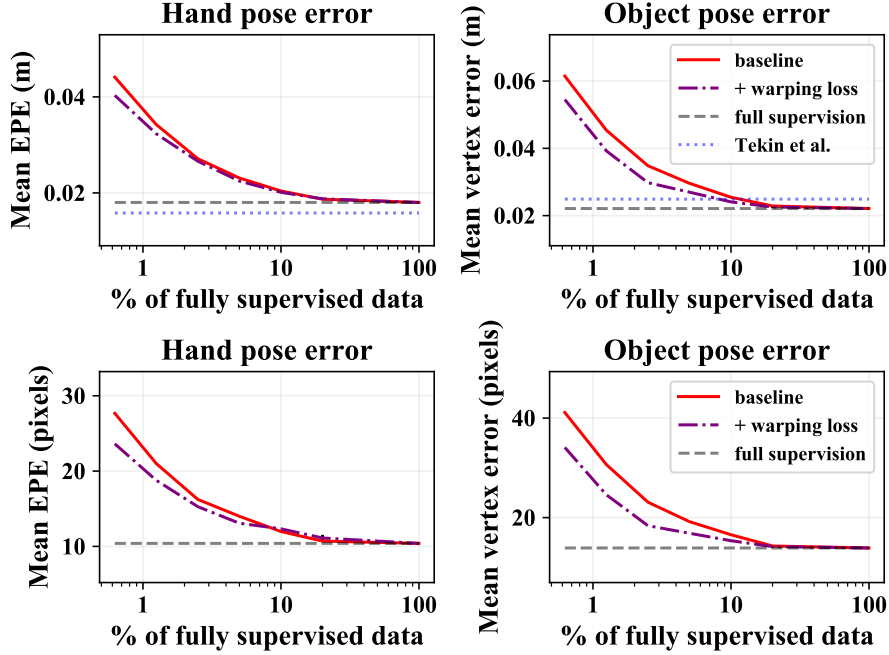 Hand pose error
Mean EPE (m)
0.04
0.02
1
10
100
% of fully supervised data
Object pose error
Mean vertex error (m)
0.06
0.04
0.02
baseline
+ warping loss
full supervision
Tekin et al.
1
10
100
% of fully supervised data
Hand pose error
Mean EPE (pixels)
30
20
10
1
10
100
% of fully supervised data
Object pose error
Mean vertex error (pixels)
40
20
baseline
+ warping loss
full supervision
1
10
100
% of fully supervised data